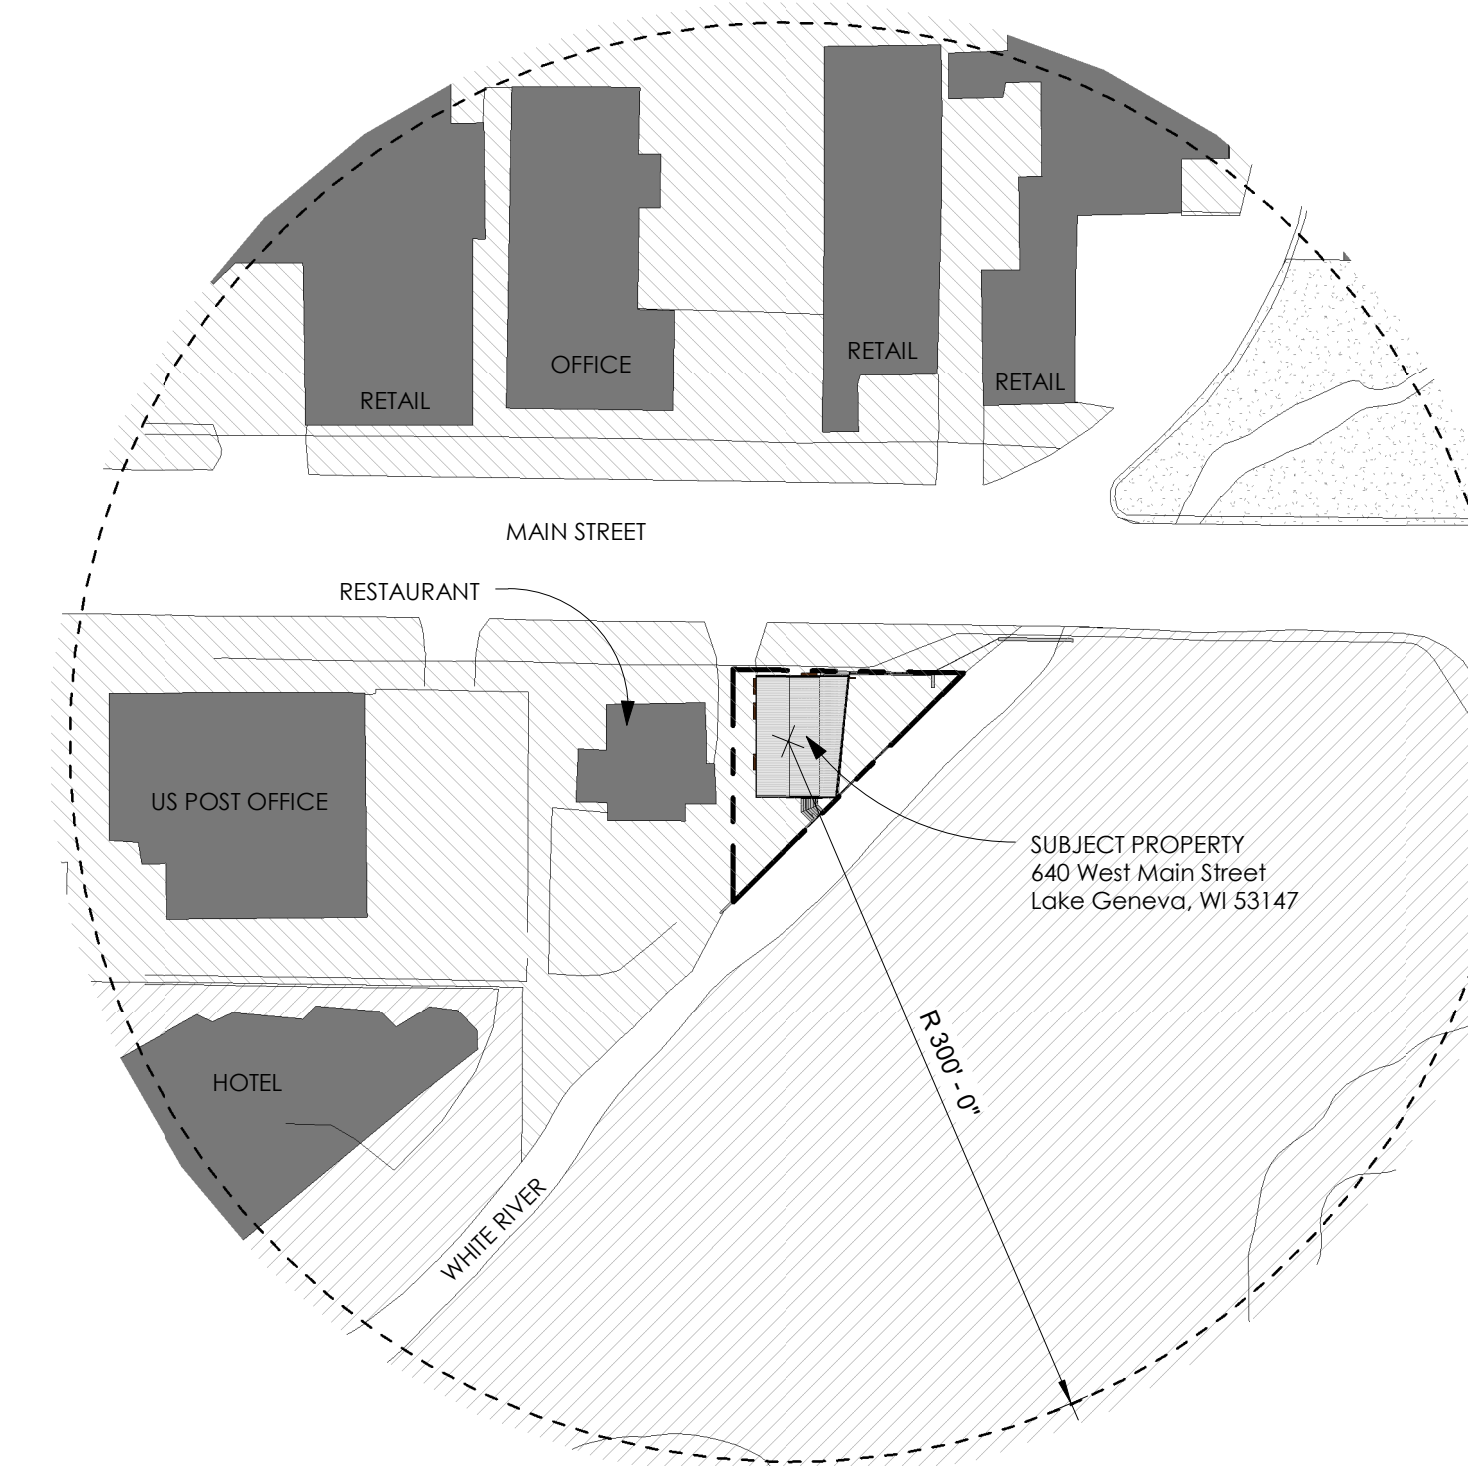 RETAIL
OFFICE
RETAIL
RETAIL
MAIN STREET
RESTAURANT
US POST OFFICE
SUBJECT PROPERTY
640 West Main Street
Lake Geneva, WI 53147
R 300' - 0"
HOTEL
WHITE RIVER